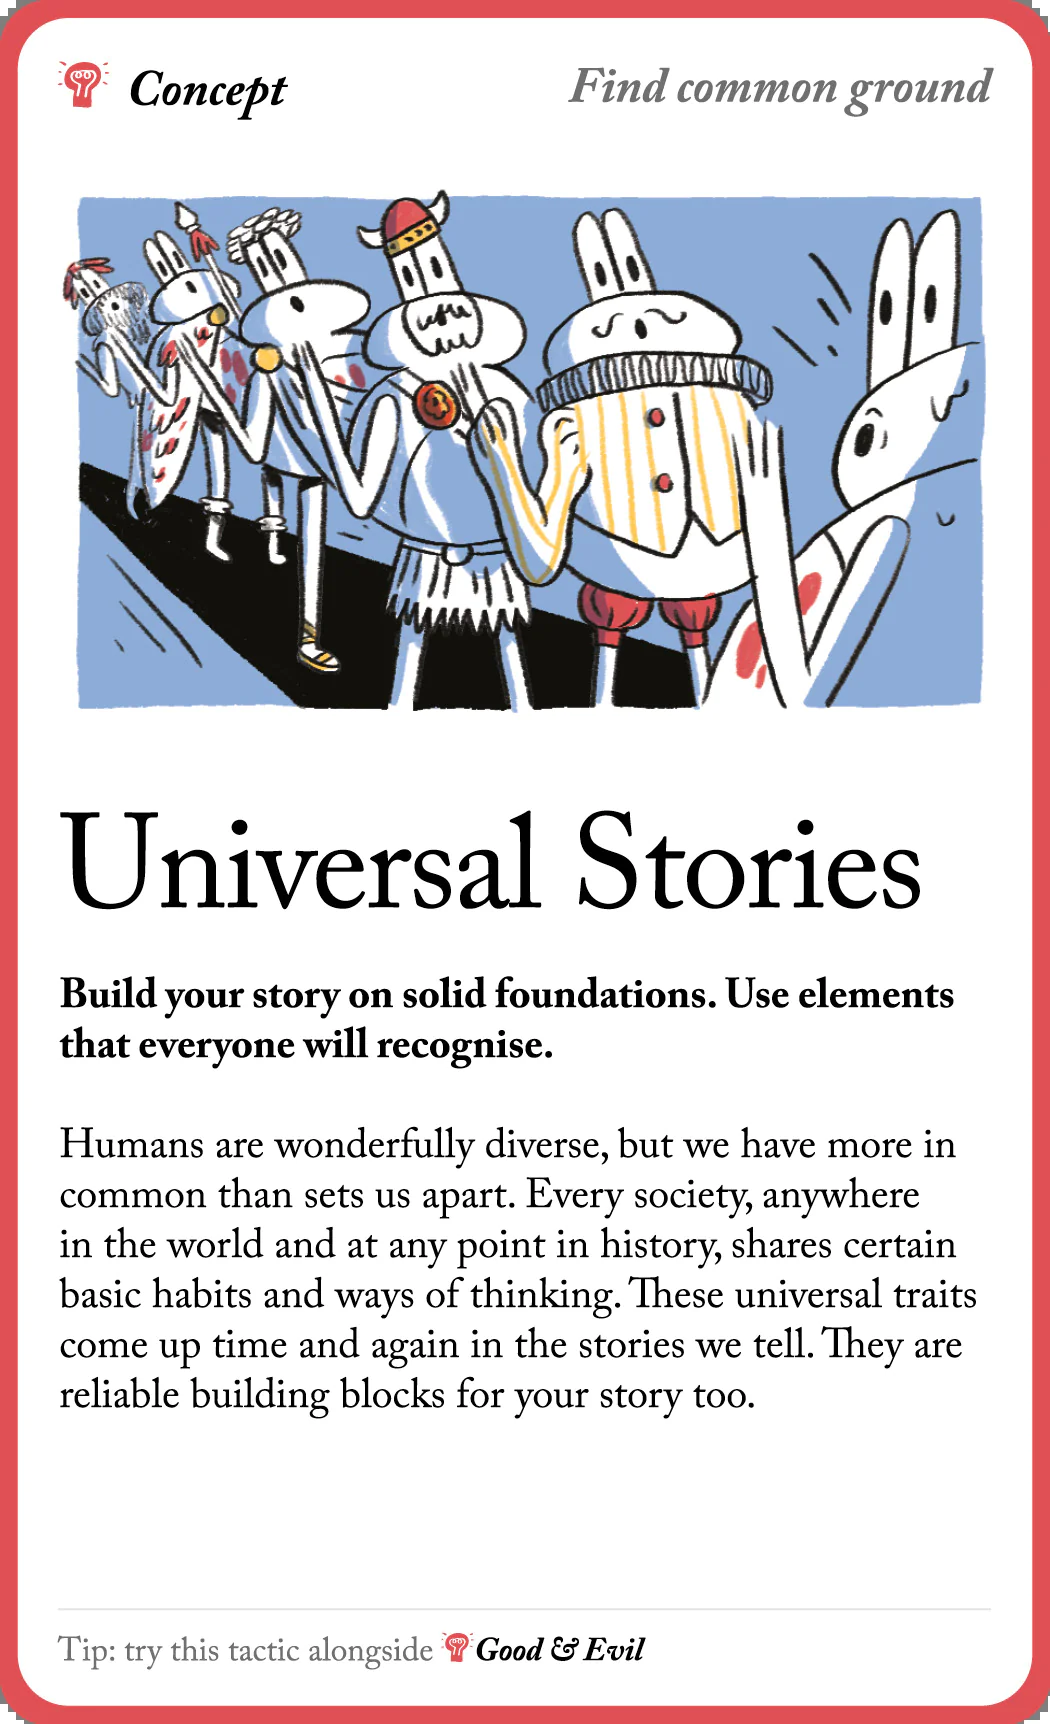 Concept
Find common ground
Universal Stories
Build your story on solid foundations. Use elements
that everyone will recognise.
Humans are wonderfully diverse, but we have more in
common than sets us apart. Every society, anywhere
in the world and at any point in history, shares certain
basic habits and ways of thinking. These universal traits
come up time and again in the stories we tell. They are
reliable building blocks for your story too.
Tip: try this tactic alongside Good & Evil